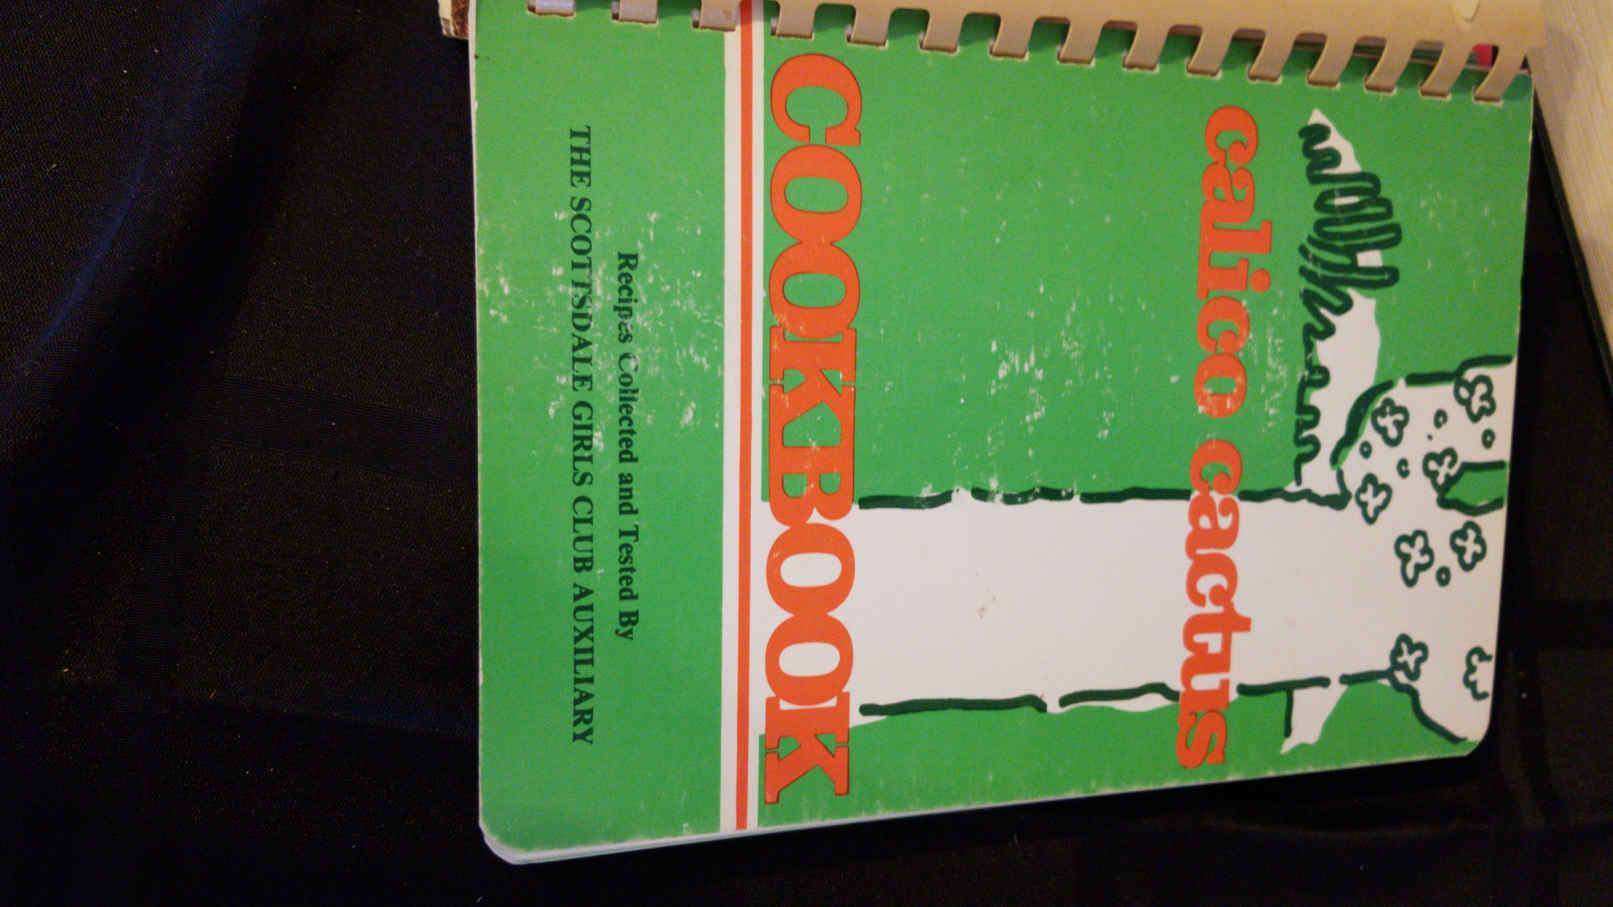 calico cactus
COOKBOOK
Recipes Collected and Tested By
THE SCOTTSDALE GIRLS CLUB AUXILIARY